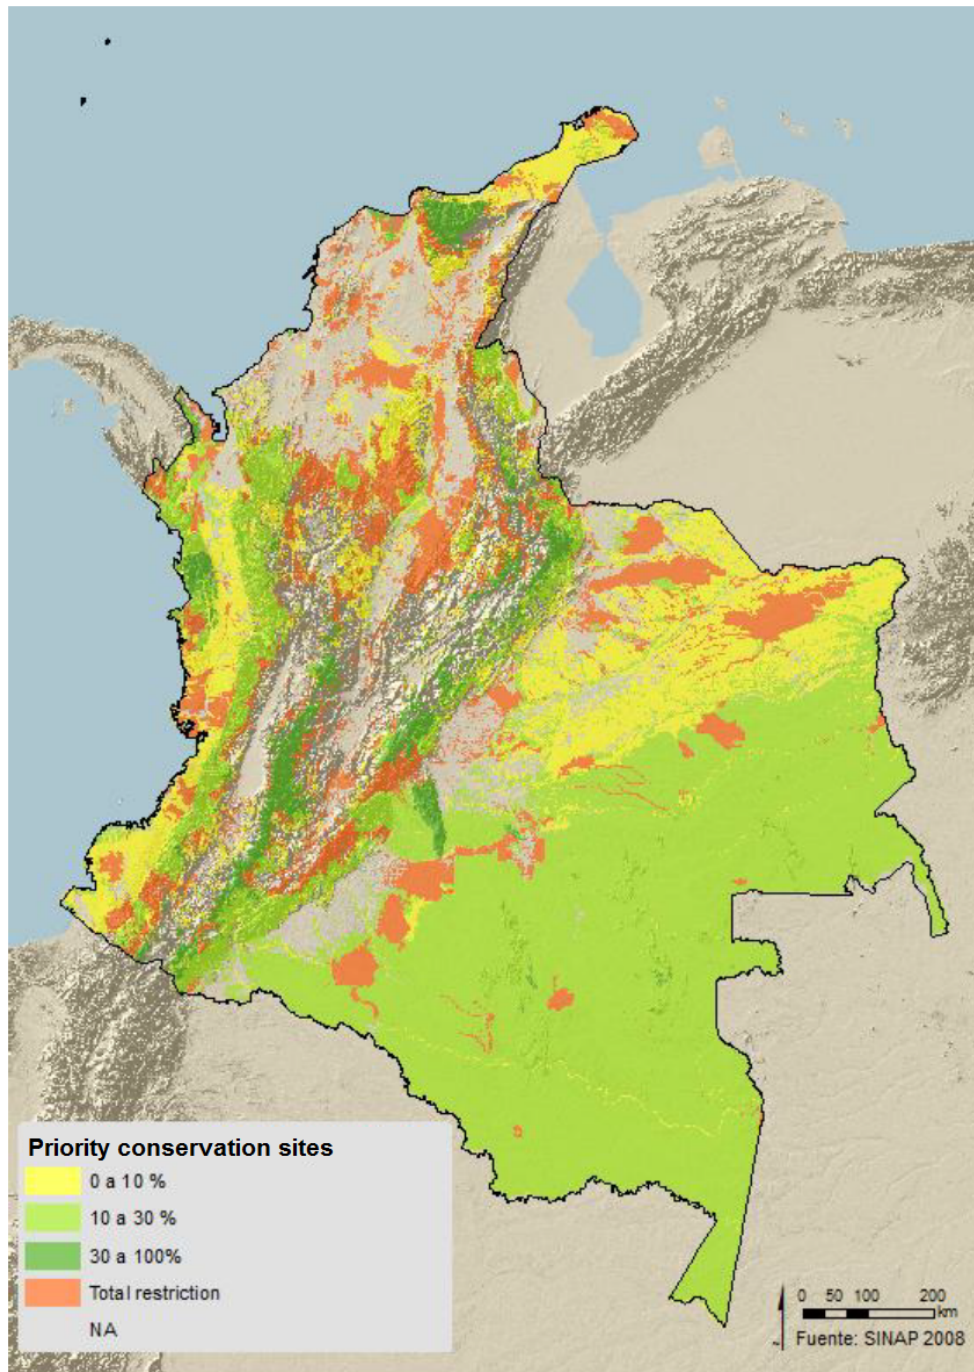 Priority conservation sites
0 a 10 %
10 a 30 %
30 a 100%
Total restriction
NA
0 50 100 200
km
Fuente: SINAP 2008